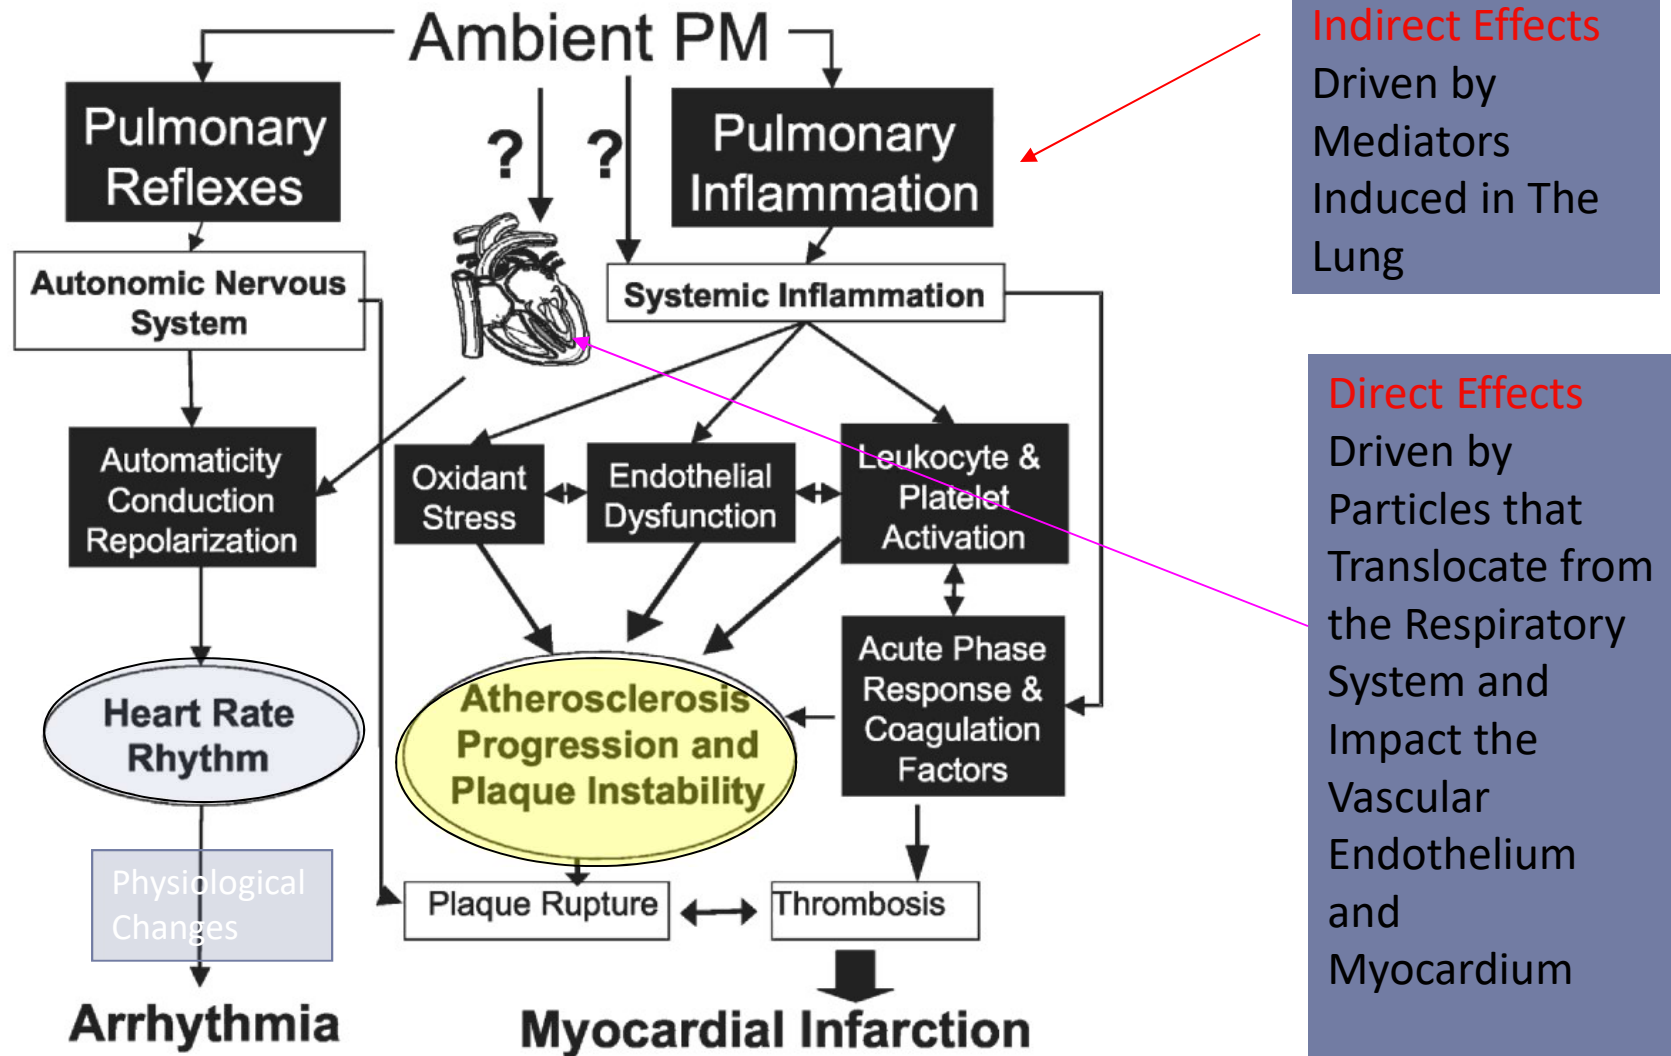 Ambient PM
Pulmonary
Reflexes
?
?
Pulmonary
Inflammation
Autonomic Nervous
System
Systemic Inflammation
Automaticity
Conduction
Repolarization
Oxidant
Stress
Endothelial
Dysfunction
Leukocyte &
Platelet
Activation
Heart Rate
Rhythm
Atherosclerosis
Progression and
Plaque Instability
Acute Phase
Response &
Coagulation
Factors
Physiological
Changes
Plaque Rupture
Thrombosis
Arrhythmia
Myocardial Infarction
Indirect Effects
Driven by
Mediators
Induced in The
Lung
Direct Effects
Driven by
Particles that
Translocate from
the Respiratory
System and
Impact the
Vascular
Endothelium
and
Myocardium